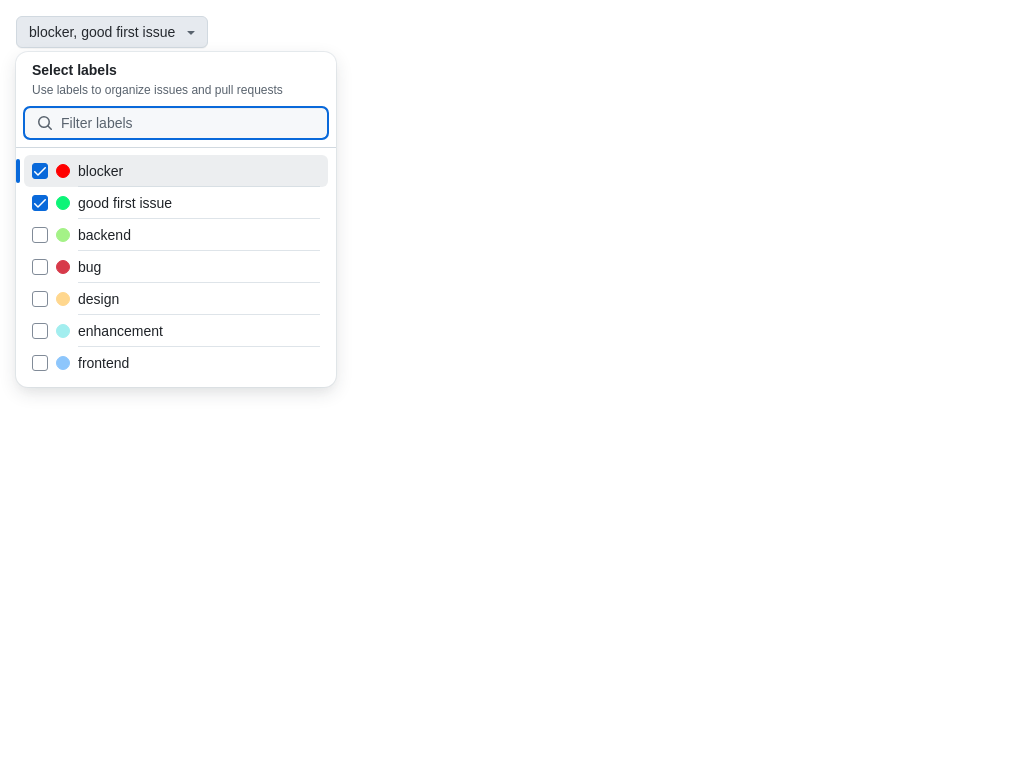 blocker, good first issue
Select labels
Use labels to organize issues and pull requests
Filter labels
blocker
good first issue
backend
bug
design
enhancement
frontend